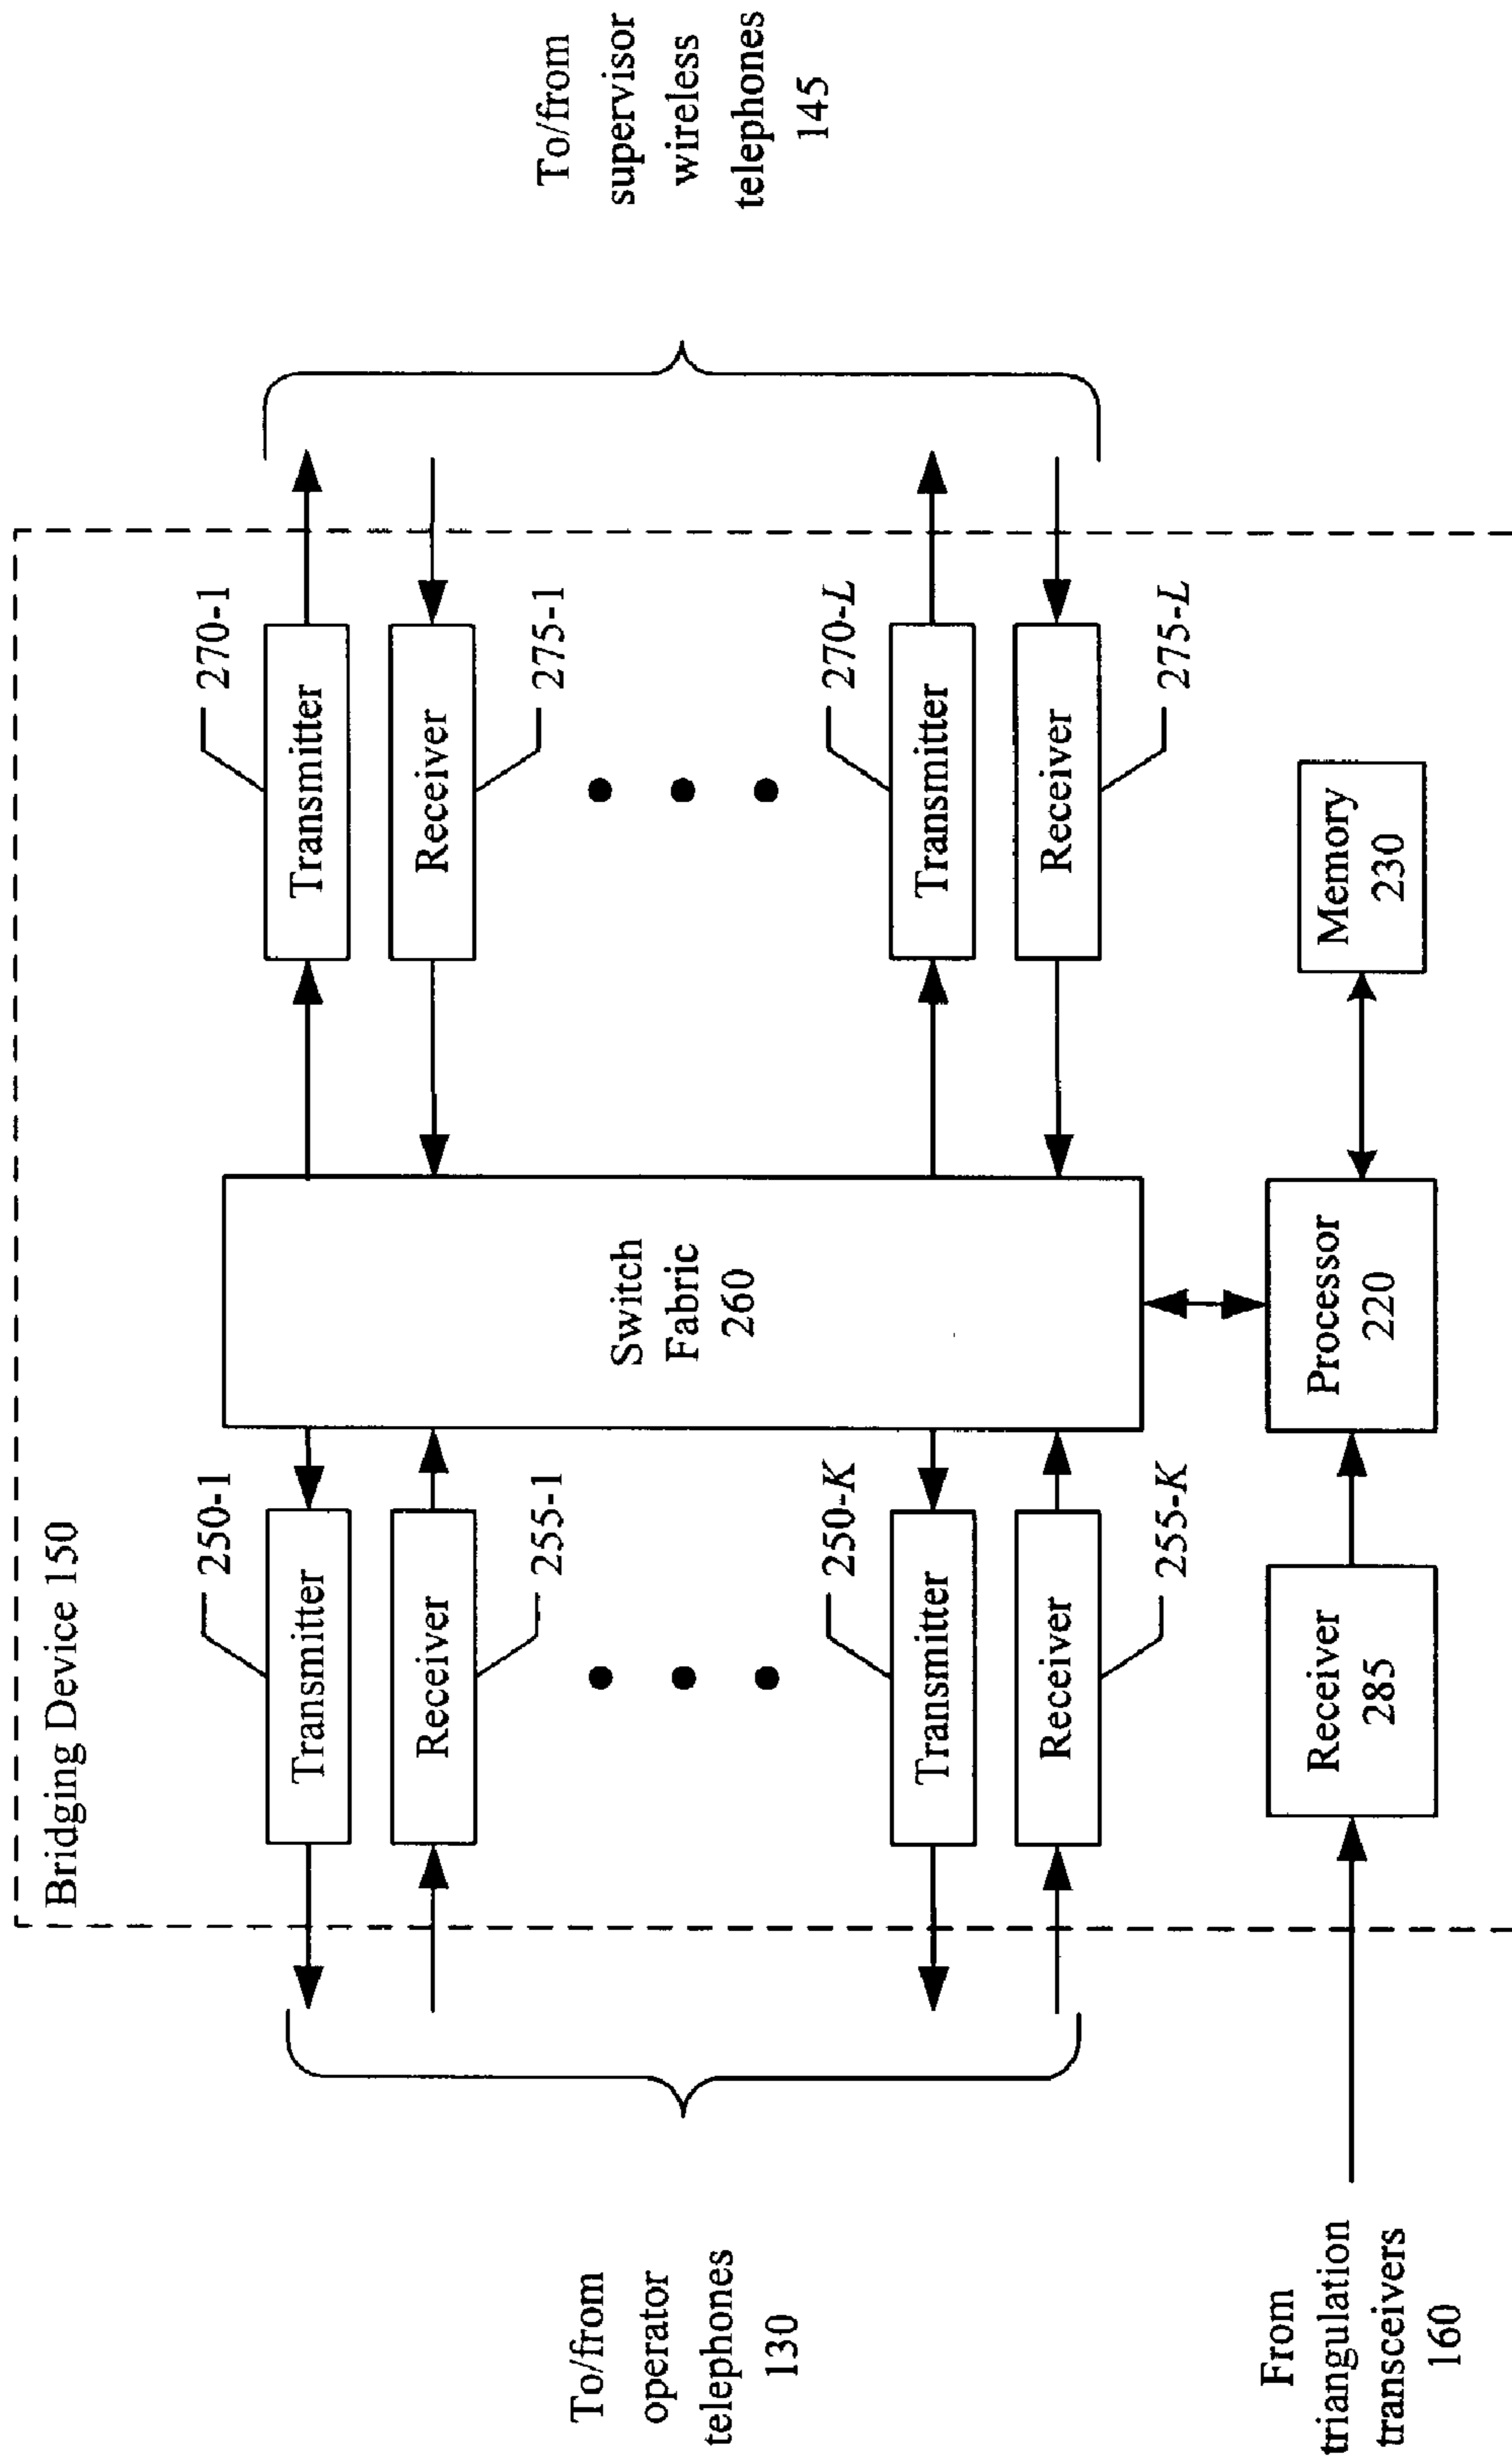 Bridging Device 150
250-1
Transmitter
Receiver
255-1
250-K
Transmitter
Receiver
255-K
To/from
operator
telephones
130
Switch
Fabric
260
270-1
Transmitter
Receiver
275-1
270-L
Transmitter
Receiver
275-L
To/from
supervisor
wireless
telephones
145
From
triangulation
transceivers
160
Receiver
285
Processor
220
Memory
230